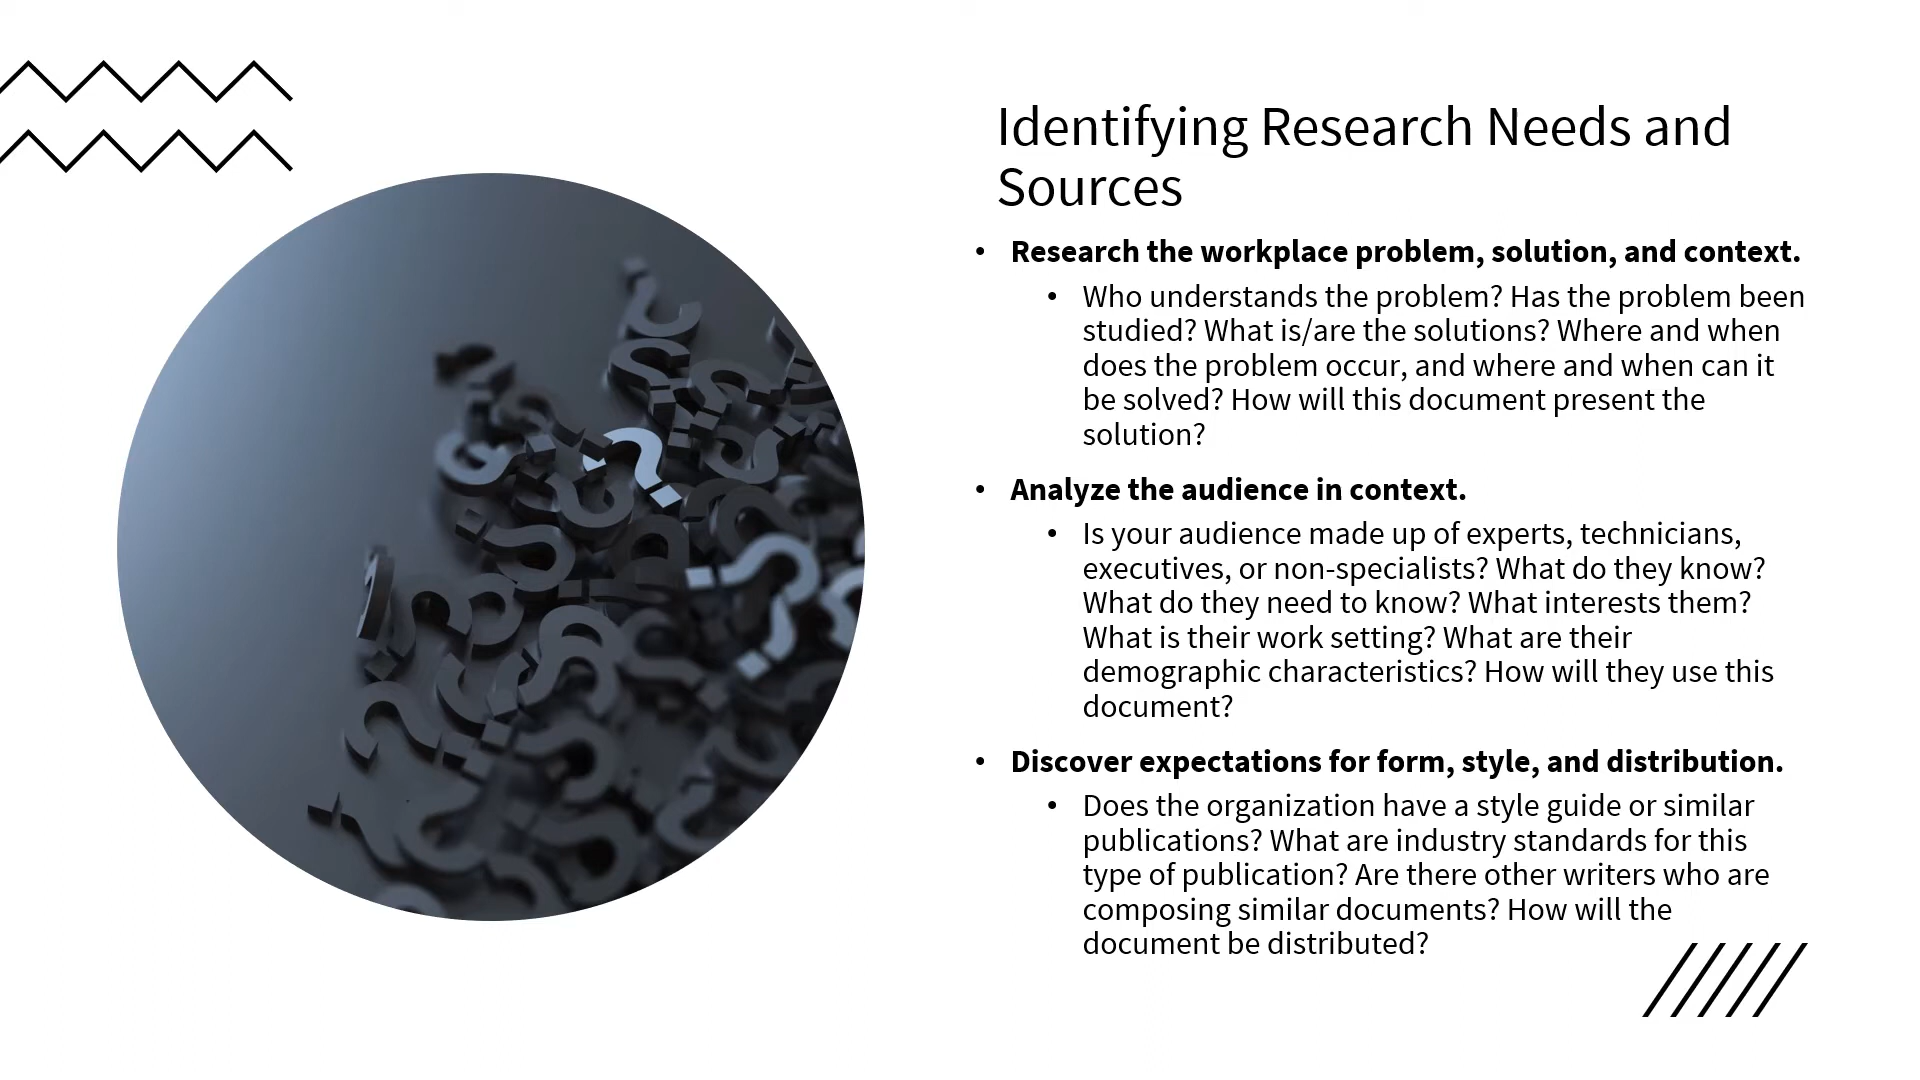 Identifying Research Needs and
Sources
• Research the workplace problem, solution, and context.
• Who understands the problem? Has the problem been
studied? What is/are the solutions? Where and when
does the problem occur, and where and when can it
be solved? How will this document present the
solution?
• Analyze the audience in context.
• Is your audience made up of experts, technicians,
executives, or non-specialists? What do they know?
What do they need to know? What interests them?
What is their work setting? What are their
demographic characteristics? How will they use this
document?
• Discover expectations for form, style, and distribution.
• Does the organization have a style guide or similar
publications? What are industry standards for this
type of publication? Are there other writers who are
composing similar documents? How will the
document be distributed?